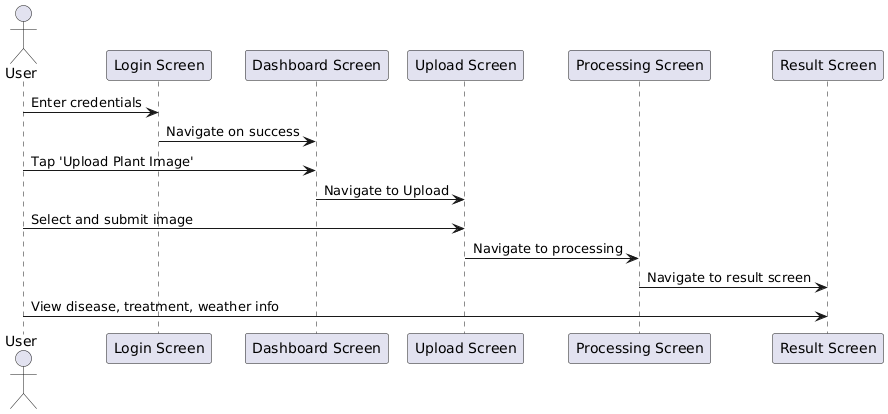 User
Login Screen
Dashboard Screen
Upload Screen
Processing Screen
Result Screen
Enter credentials
Navigate on success
Tap 'Upload Plant Image'
Navigate to Upload
Select and submit image
Navigate to processing
Navigate to result screen
View disease, treatment, weather info
User
Login Screen
Dashboard Screen
Upload Screen
Processing Screen
Result Screen